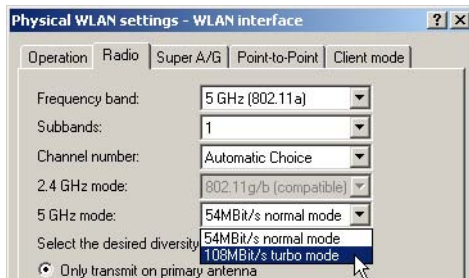 Physical WLAN settings - WLAN interface ? X
Operation Radio Super A/G Point-to-Point Client mode
Frequency band: 5 GHz (802.11a)
Subbands: 1
Channel number: Automatic Choice
2.4 GHz mode: 802.11g/b (compatible)
5 GHz mode: 54MBit/s normal mode
Select the desired diversity 54MBit/s normal mode
108MBit/s turbo mode
Only transmit on primary antenna